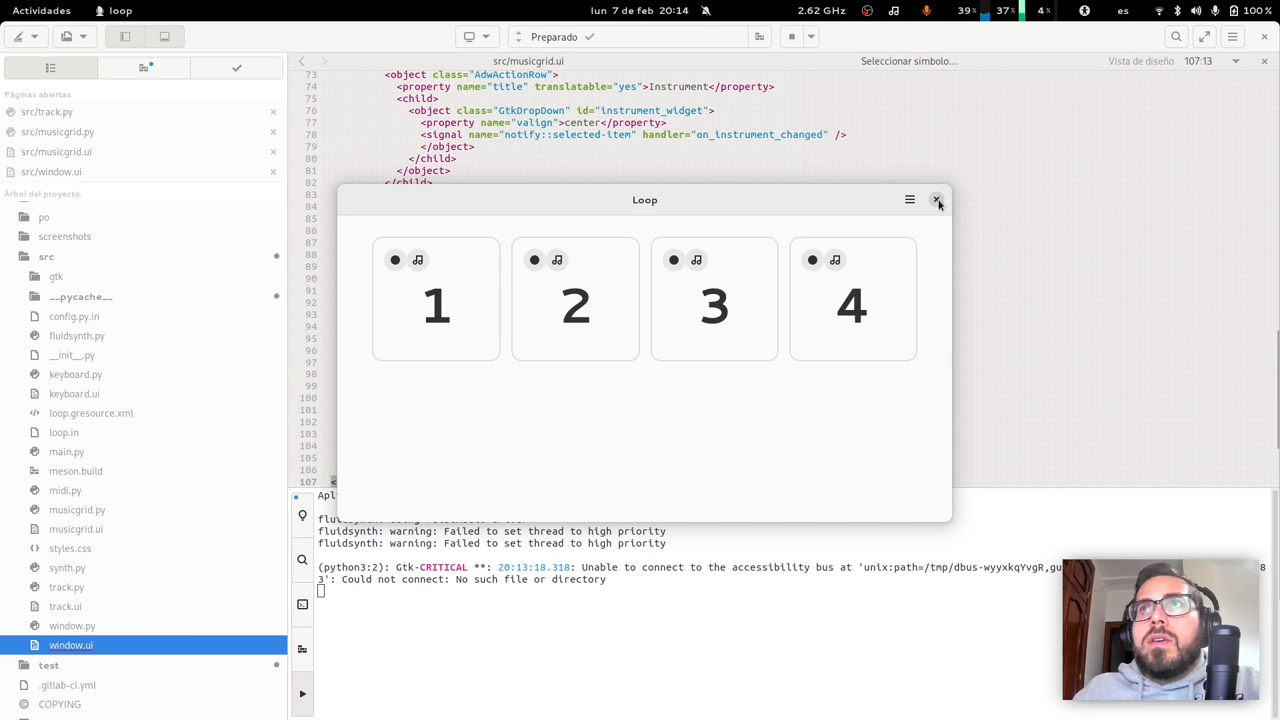 Actividades
loop
lun 7 de feb 20:14
2.62 GHz
39%
37%
4%
es
100 %
Preparado
src/musicgrid.ui
Seleccionar símbolo…
Vista de diseño
107:13
Páginas abiertas
src/track.py
src/musicgrid.py
src/musicgrid.ui
src/window.ui
Árbol del proyecto.
po
screenshots
src
gtk
__pycache__
config.py.in
fluidsynth.py
__init__.py
keyboard.py
keyboard.ui
loop.gresource.xml
loop.in
main.py
meson.build
midi.py
musicgrid.py
musicgrid.ui
styles.css
synth.py
track.py
track.ui
window.py
window.ui
test
.gitlab-ci.yml
COPYING
73 <object class="AdwActionRow">
74 <property name="title" translatable="yes">Instrument</property>
75 <child>
76 <object class="GtkDropDown" id="instrument_widget">
77 <property name="valign">center</property>
78 <signal name="notify::selected-item" handler="on_instrument_changed" />
79 </object>
80 </child>
81 </object>
82 </child>
83
84
85
86
87
88
89
90
91
92
93
94
95
96
97
98
99
100
101
102
103
104
105
106
107
Loop
1
2
3
4
Apl
fluidsynth: warning: Failed to set thread to high priority
fluidsynth: warning: Failed to set thread to high priority
(python3:2): Gtk-CRITICAL **: 20:13:18.318: Unable to connect to the accessibility bus at 'unix:path=/tmp/dbus-wyyxkqYvgR,gu
8
3': Could not connect: No such file or directory